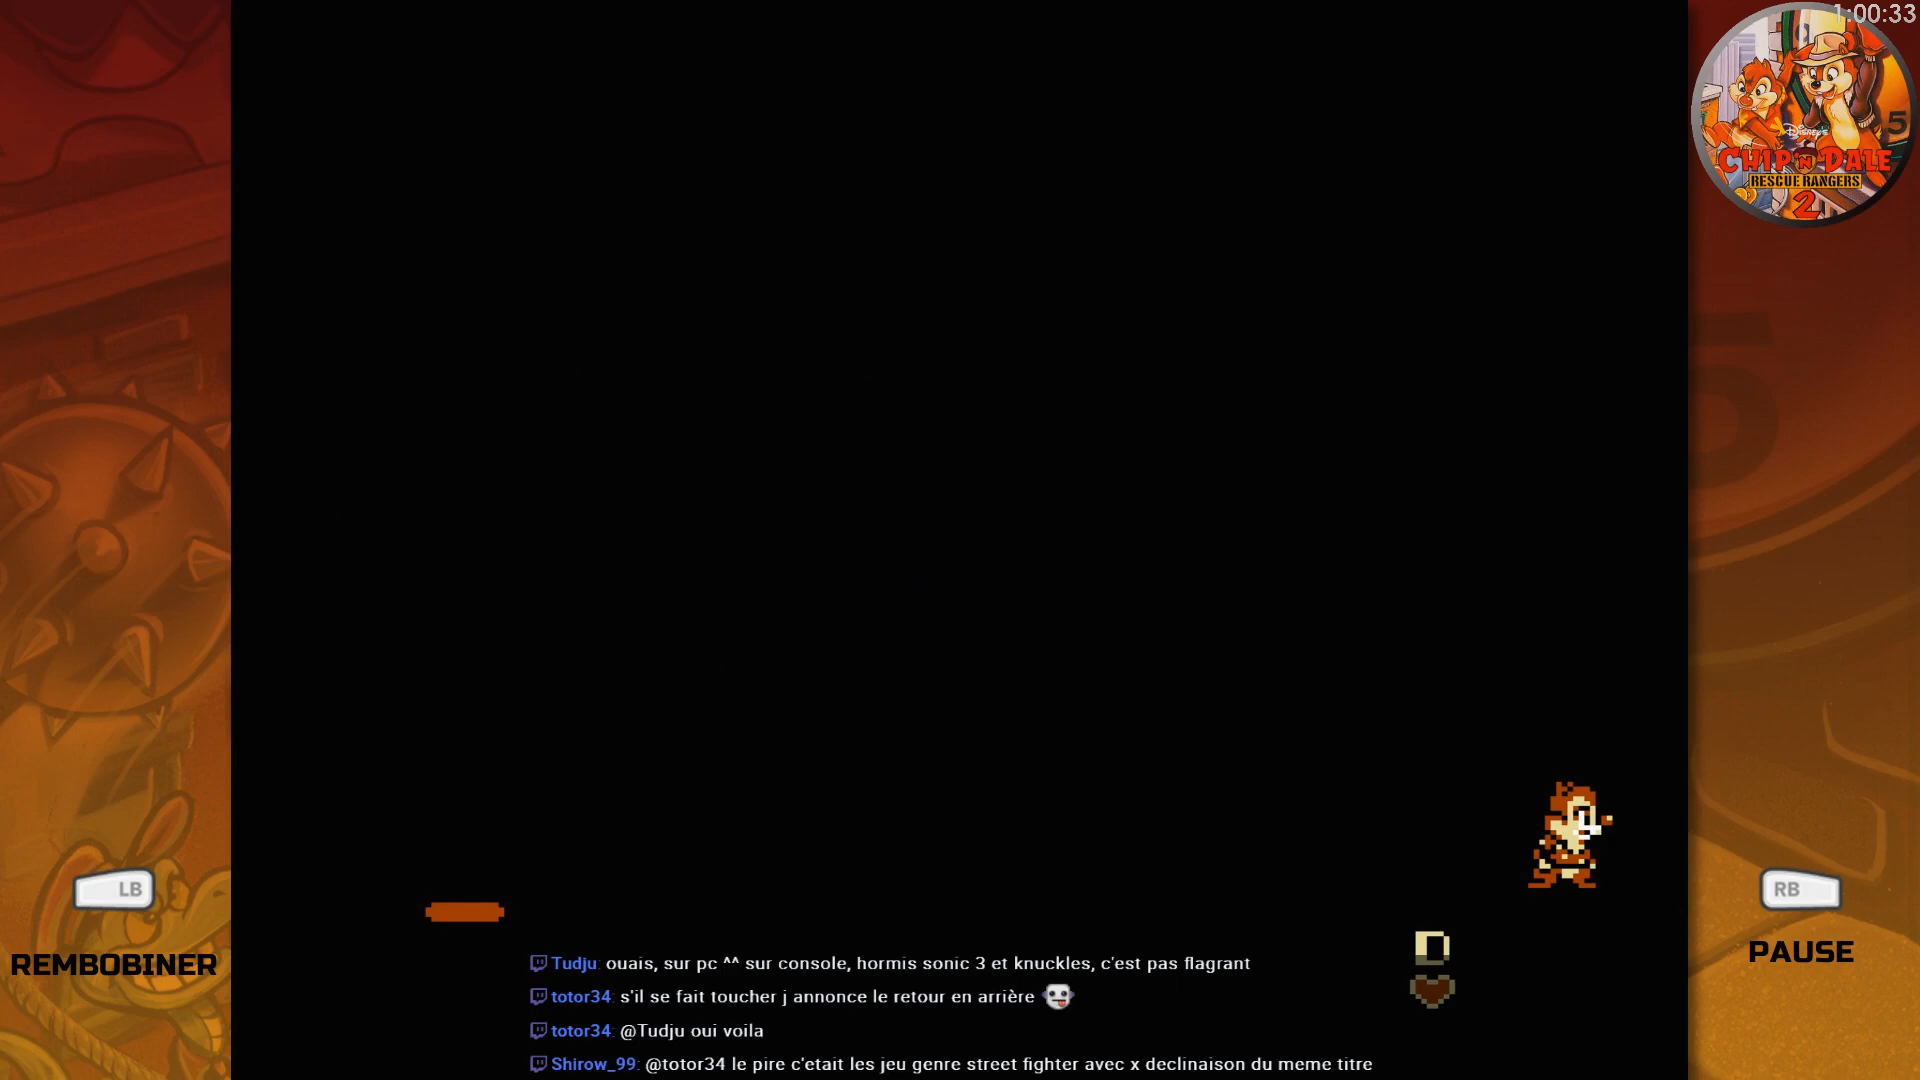 1:00:33
5
Disney's
CHIP 'N DALE
RESCUE RANGERS
2
LB
REMBOBINER
RB
PAUSE
D
Tudju: ouais, sur pc ^^ sur console, hormis sonic 3 et knuckles, c'est pas flagrant
totor34: s'il se fait toucher j annonce le retour en arrière
totor34: @Tudju oui voila
Shirow_99: @totor34 le pire c'etait les jeu genre street fighter avec x declinaison du meme titre